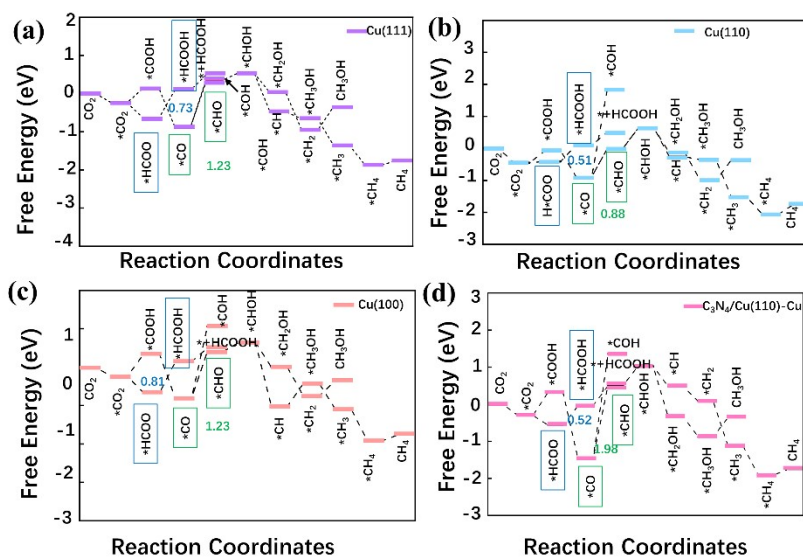 (a)
Cu(111)
Free Energy (eV)
2
1
0
-1
-2
-3
-4
CO₂
*CO₂
*COOH
*HCOO
*HCOOH
0.73
*CO
*+HCOOH
*CHO
1.23
*CHOH
*COH
*COH
*CH₂OH
*CH
*CH₃OH
*CH₂
CH₃OH
*CH₃
*CH₄
CH₄
Reaction Coordinates
(b)
Cu(110)
Free Energy (eV)
4
3
2
1
0
-1
-2
-3
CO₂
*CO₂
*COOH
H*COO
*HCOOH
0.51
*CO
*COH
*+HCOOH
*CHO
0.88
*CHOH
*CH₂OH
*CH
*CH₃OH
*CH₂
CH₃OH
*CH₃
*CH₄
CH₄
Reaction Coordinates
(c)
Cu(100)
Free Energy (eV)
1
0
-1
-2
-3
CO₂
*CO₂
*COOH
*HCOO
*HCOOH
0.81
*CO
*COH
*CHOH
*+HCOOH
*CHO
1.23
*CH₂OH
*CH
*CH₃OH
*CH₂
CH₃OH
*CH₃
*CH₄
CH₄
Reaction Coordinates
(d)
C₃N₄/Cu(110)-Cu
Free Energy (eV)
3
2
1
0
-1
-2
-3
CO₂
*CO₂
*COOH
*HCOO
*HCOOH
0.52
*CO
1.98
*COH
*+HCOOH
*CHO
*CHOH
*CH
*CH₂OH
*CH₂
*CH₃OH
CH₃OH
*CH₃
*CH₄
CH₄
Reaction Coordinates